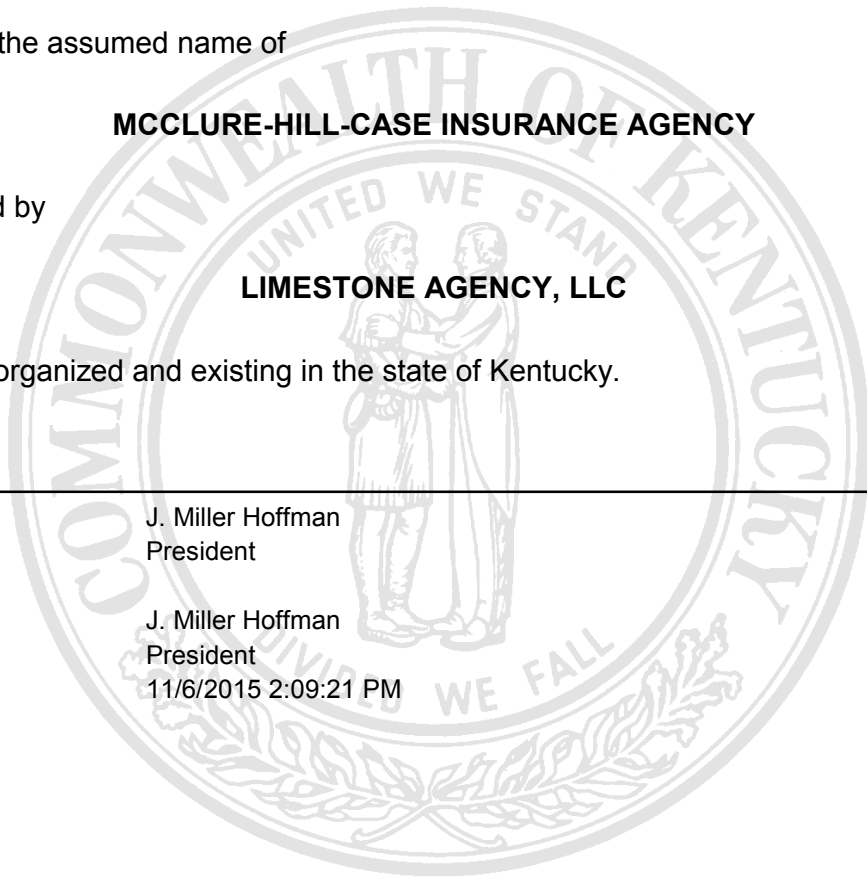 the assumed name of
MCCLURE-HILL-CASE INSURANCE AGENCY
d by
LIMESTONE AGENCY, LLC
organized and existing in the state of Kentucky.
J. Miller Hoffman
President
J. Miller Hoffman
President
11/6/2015 2:09:21 PM
COMMONWEALTH OF KENTUCKY
UNITED WE STAND
DIVIDED WE FALL